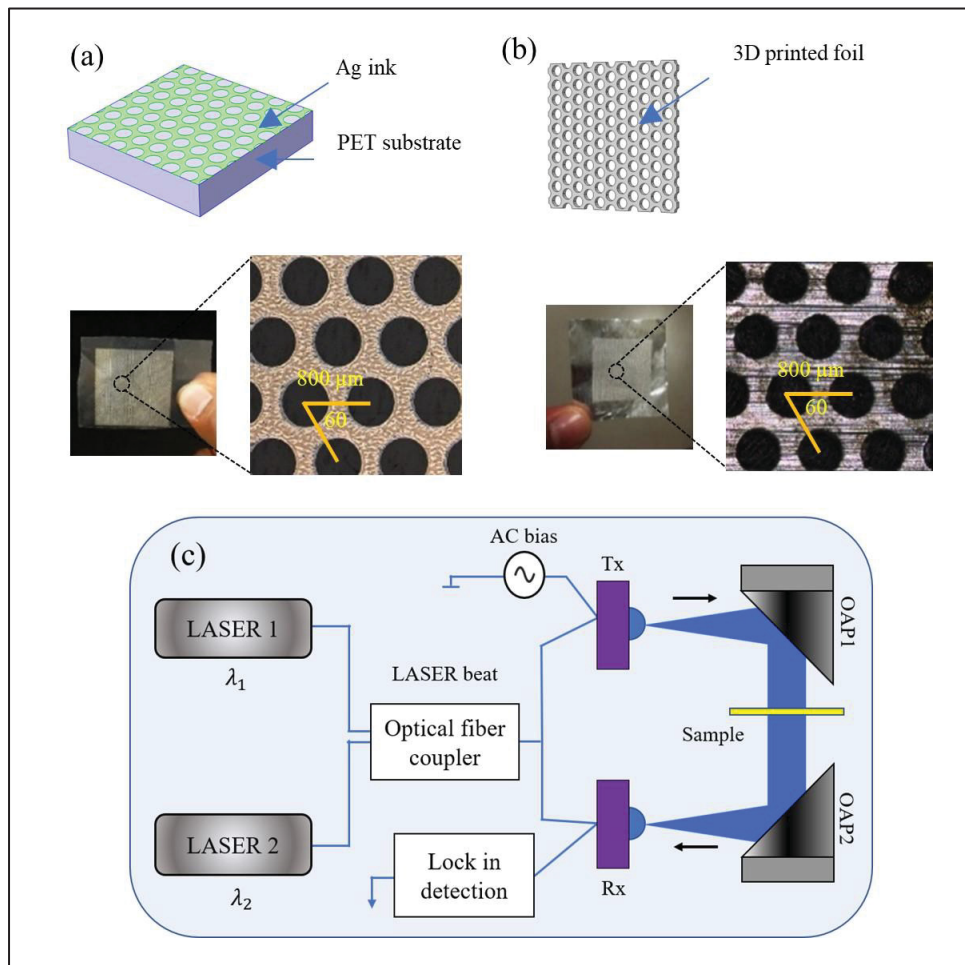 (a)
Ag ink
PET substrate
(b)
3D printed foil
800 μm
60
800 μm
60
(c)
AC bias
Tx
OAP1
LASER 1
λ₁
LASER beat
Optical fiber
coupler
Sample
LASER 2
λ₂
Lock in
detection
Rx
OAP2